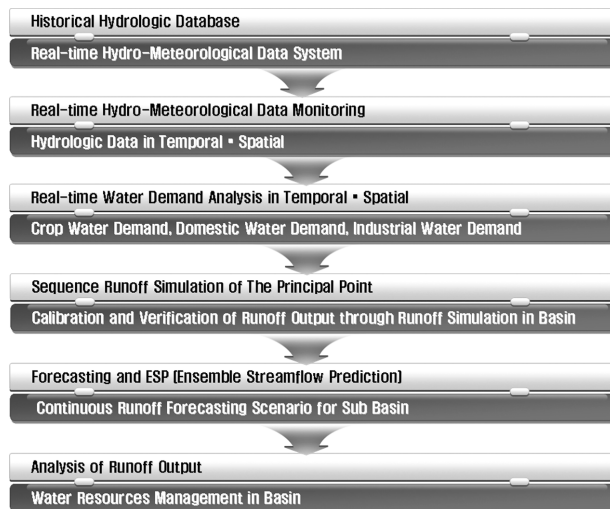 Historical Hydrologic Database
Real-time Hydro-Meteorological Data System
Real-time Hydro-Meteorological Data Monitoring
Hydrologic Data in Temporal ▪ Spatial
Real-time Water Demand Analysis in Temporal ▪ Spatial
Crop Water Demand, Domestic Water Demand, Industrial Water Demand
Sequence Runoff Simulation of The Principal Point
Calibration and Verification of Runoff Output through Runoff Simulation in Basin
Forecasting and ESP (Ensemble Streamflow Prediction)
Continuous Runoff Forecasting Scenario for Sub Basin
Analysis of Runoff Output
Water Resources Management in Basin